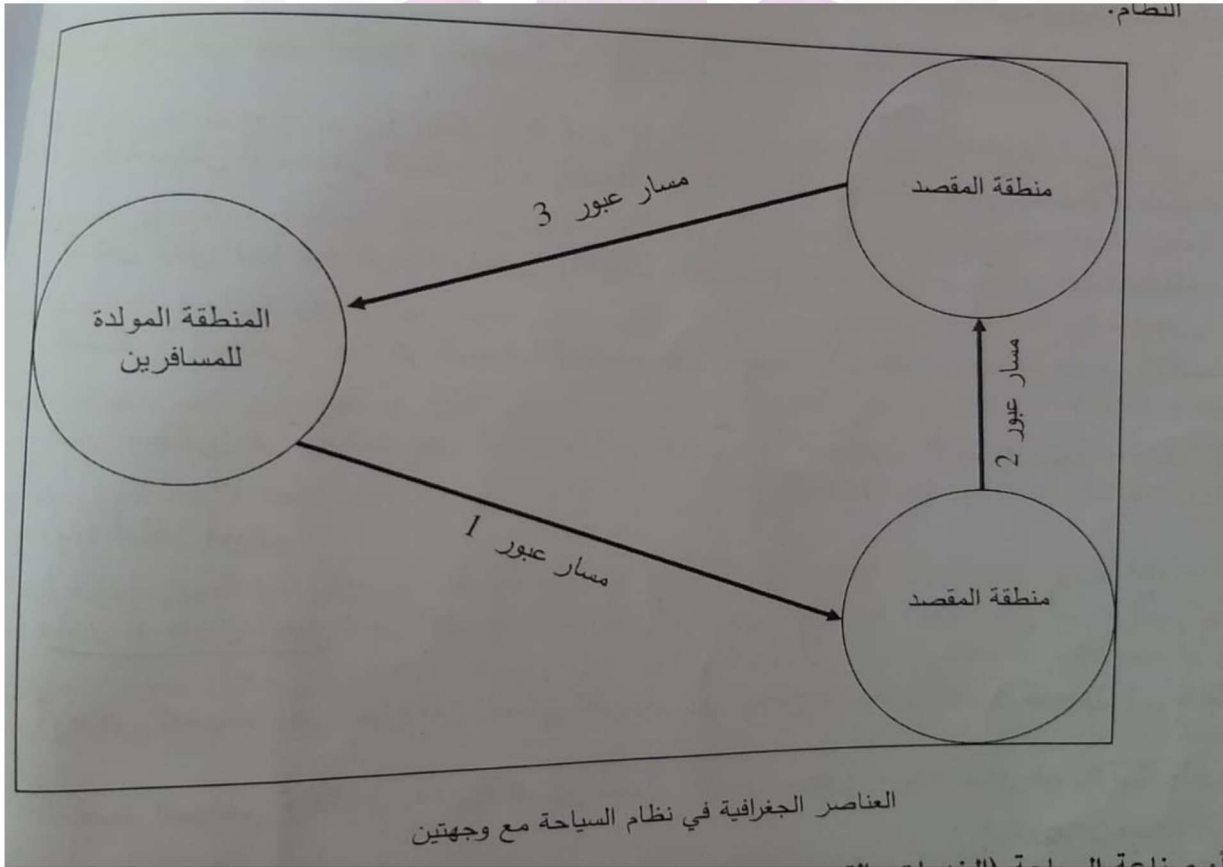 النظام.
منطقة المقصد
مسار عبور 3
المنطقة المولدة
للمسافرين
مسار عبور 2
مسار عبور 1
منطقة المقصد
العناصر الجغرافية في نظام السياحة مع وجهتين